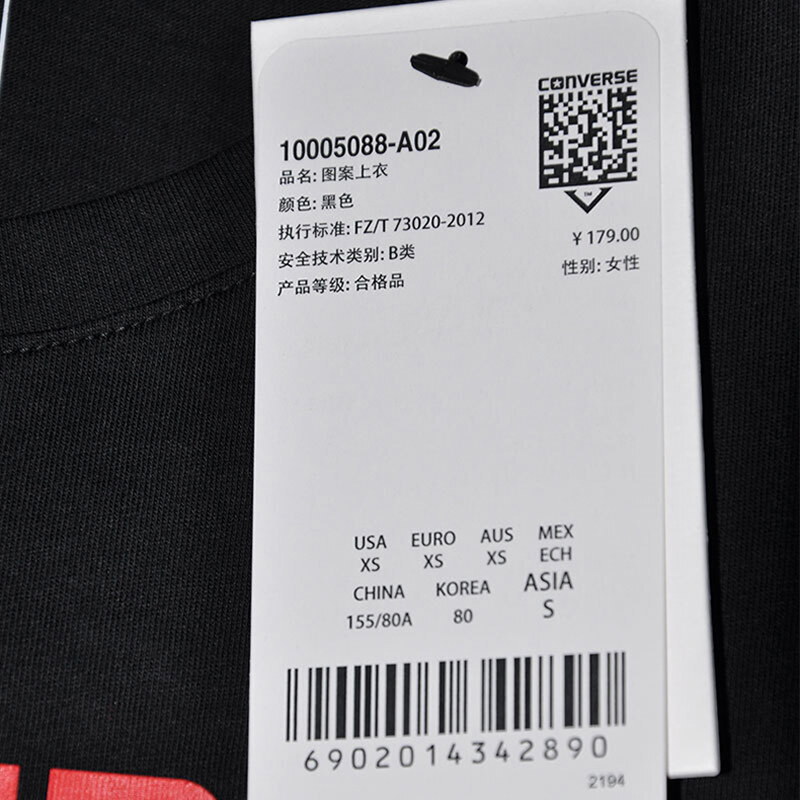 CONVERSE
10005088-A02
品名: 图案上衣
颜色: 黑色
执行标准: FZ/T 73020-2012
安全技术类别: B类
产品等级: 合格品
TM
¥ 179.00
性别: 女性
USA EURO AUS MEX
XS XS XS ECH
CHINA KOREA ASIA
155/80A 80 S
6902014342890
2194